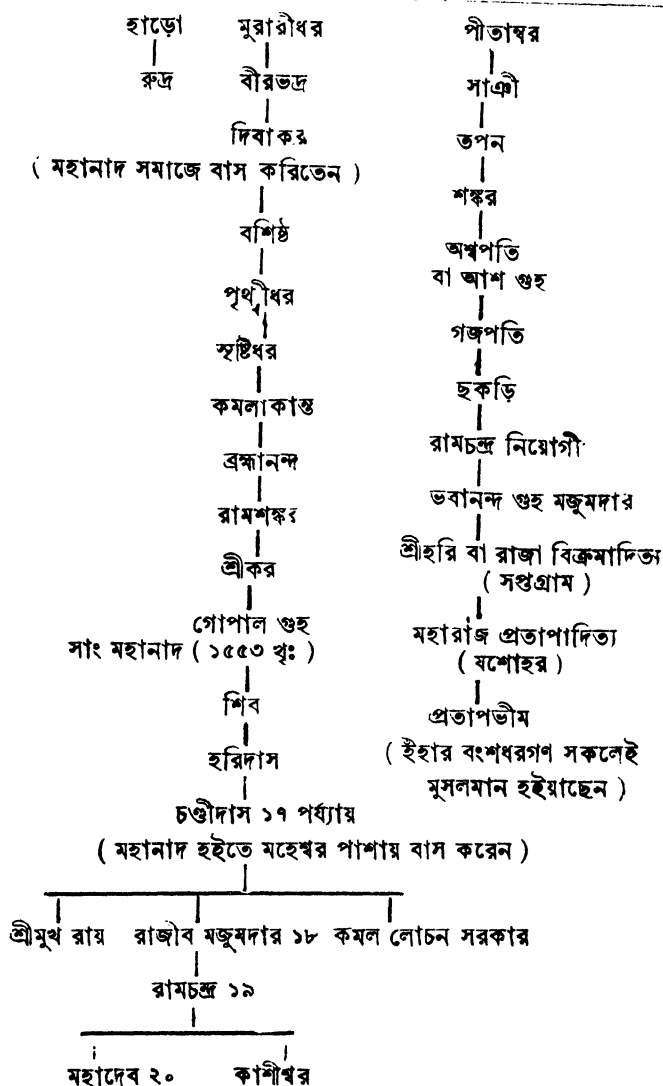 হাড়ো মুরারীধর পীতাম্বর
রুদ্র বীরভদ্র সাঞী
দিবাকর তপন
( মহানাদ সমাজে বাস করিতেন )
শঙ্কর
বশিষ্ঠ অশ্বপতি
বা আশ গুহ
পৃথ্বীধর
গজপতি
সৃষ্টিধর
ছকড়ি
কমলাকান্ত
রামচন্দ্র নিয়োগী
ব্রহ্মানন্দ
ভবানন্দ গুহ মজুমদার
রামশঙ্কর
শ্রীহরি বা রাজা বিক্রমাদিত্য
শ্রীকর ( সপ্তগ্রাম )
গোপাল গুহ মহারাজ প্রতাপাদিত্য
সাং মহানাদ ( ১৫৫৩ খৃঃ ) ( যশোহর )
শিব প্রতাপভীম
হরিদাস ( ইঁহার বংশধরগণ সকলেই
মুসলমান হইয়াছেন )
চণ্ডীদাস ১৭ পর্য্যায়
( মহানাদ হইতে মহেশ্বর পাশায় বাস করেন )
শ্রীমুখ রায় রাজীব মজুমদার ১৮ কমল লোচন সরকার
রামচন্দ্র ১৯
মহাদেব ২০ কাশীশ্বর